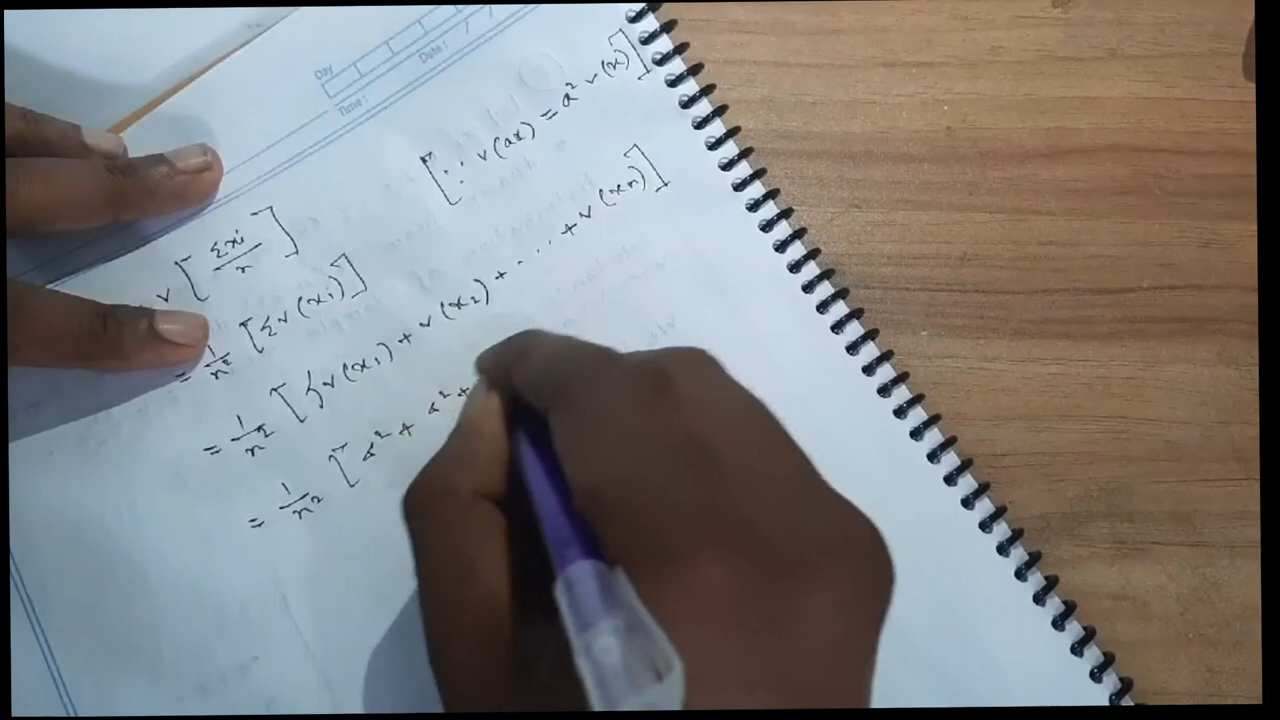 Day
Date: / /
Time:
[∵ v(ax) = a² v(x)]
v[Σxi/n]
= 1/n² [Σv(xi)]
= 1/n² [{v(x₁) + v(x₂) + ... + v(xn)]
= 1/n² [σ² + σ² +